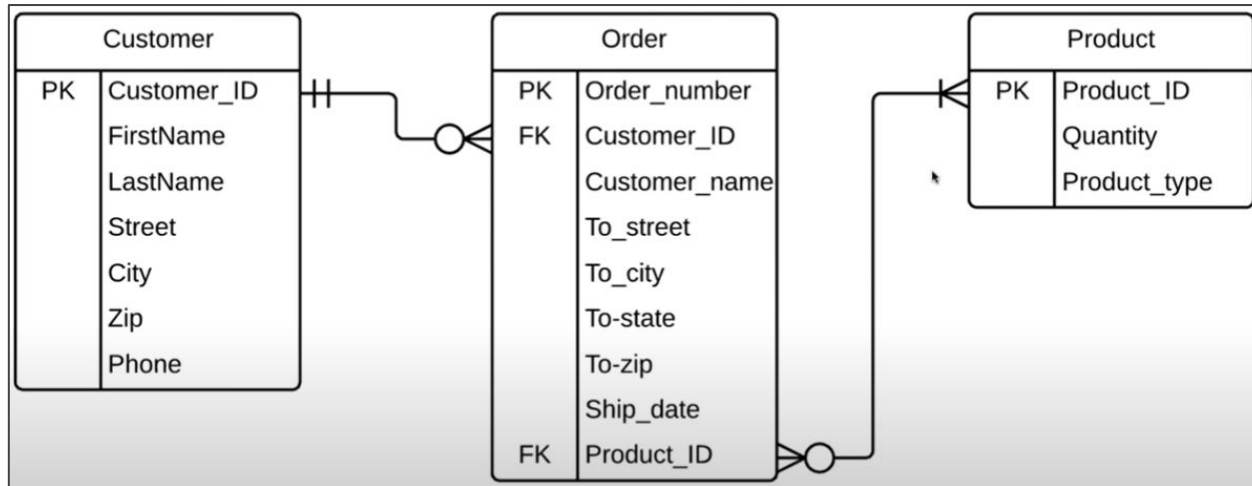 Customer
PK Customer_ID
FirstName
LastName
Street
City
Zip
Phone
Order
PK Order_number
FK Customer_ID
Customer_name
To_street
To_city
To-state
To-zip
Ship_date
FK Product_ID
Product
PK Product_ID
Quantity
Product_type